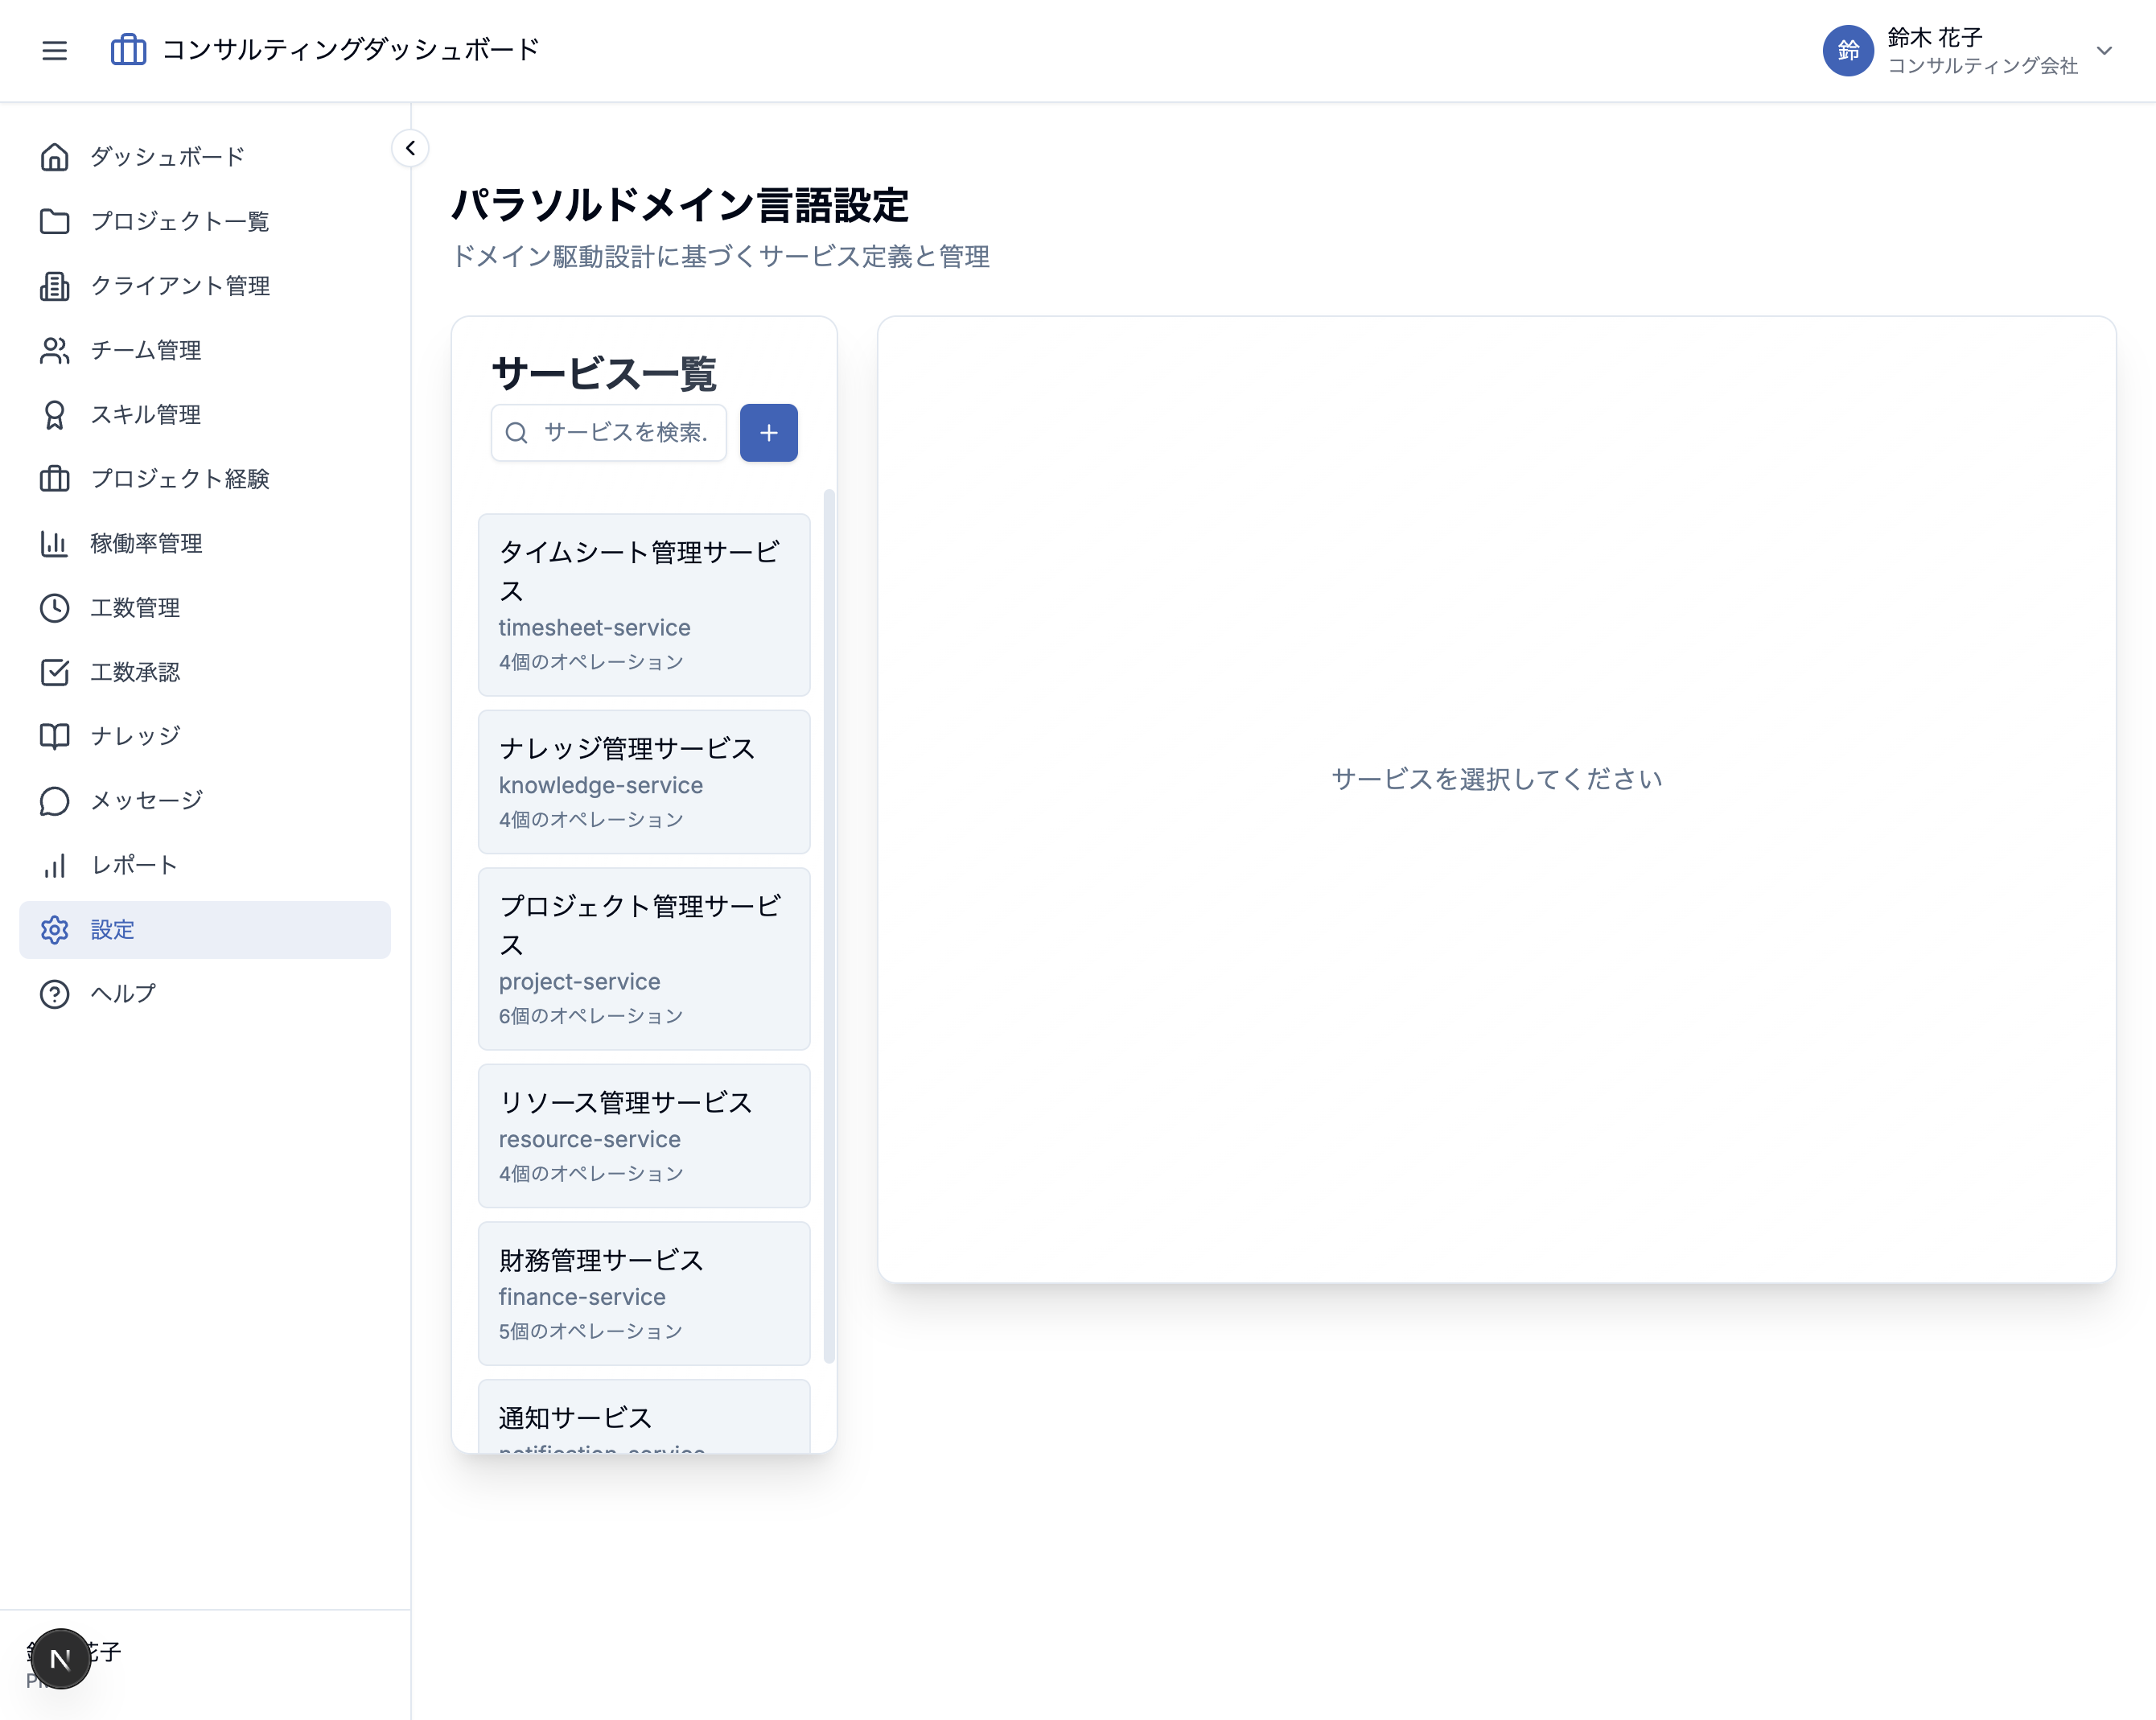 コンサルティングダッシュボード
鈴
鈴木 花子
コンサルティング会社
ダッシュボード
プロジェクト一覧
クライアント管理
チーム管理
スキル管理
プロジェクト経験
稼働率管理
工数管理
工数承認
ナレッジ
メッセージ
レポート
設定
ヘルプ
花子
N
パラソルドメイン言語設定
ドメイン駆動設計に基づくサービス定義と管理
サービス一覧
サービスを検索.
タイムシート管理サービ
ス
timesheet-service
4個のオペレーション
ナレッジ管理サービス
knowledge-service
4個のオペレーション
プロジェクト管理サービ
ス
project-service
6個のオペレーション
リソース管理サービス
resource-service
4個のオペレーション
財務管理サービス
finance-service
5個のオペレーション
通知サービス
notification-service
サービスを選択してください